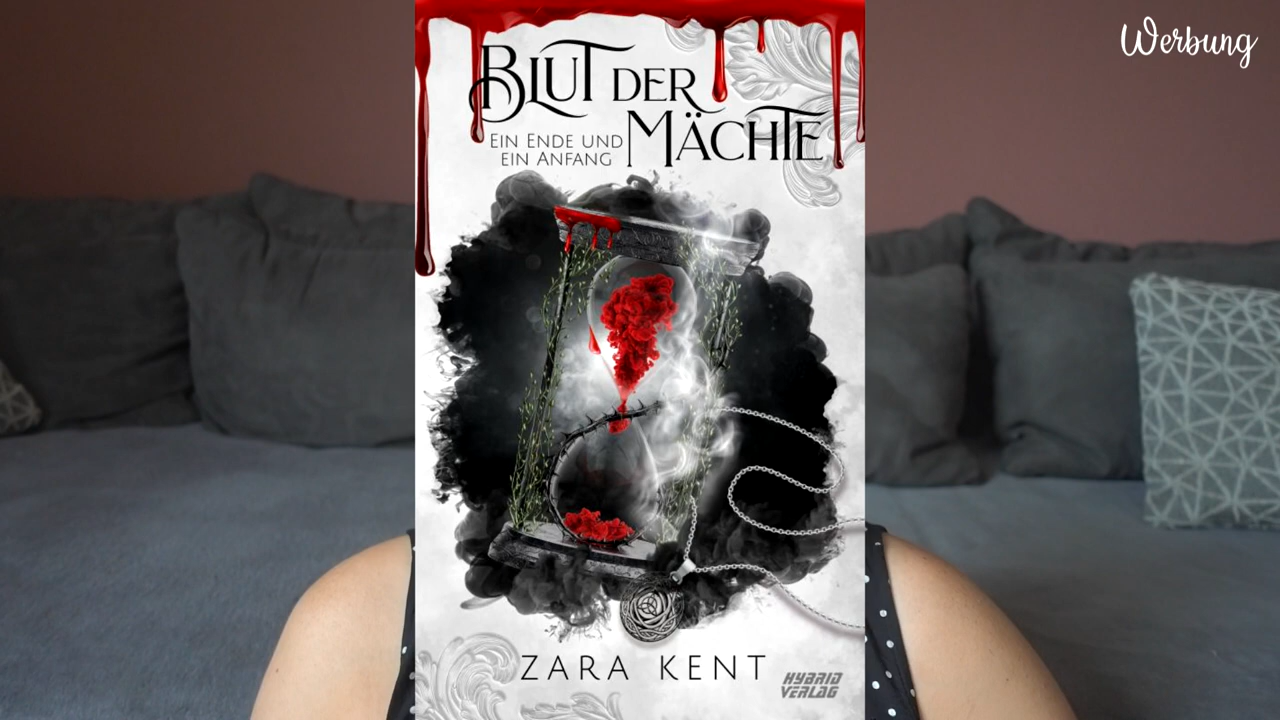 Werbung
BLUT DER
MÄCHTE
EIN ENDE UND
EIN ANFANG
ZARA KENT
HYBRID
VERLAG